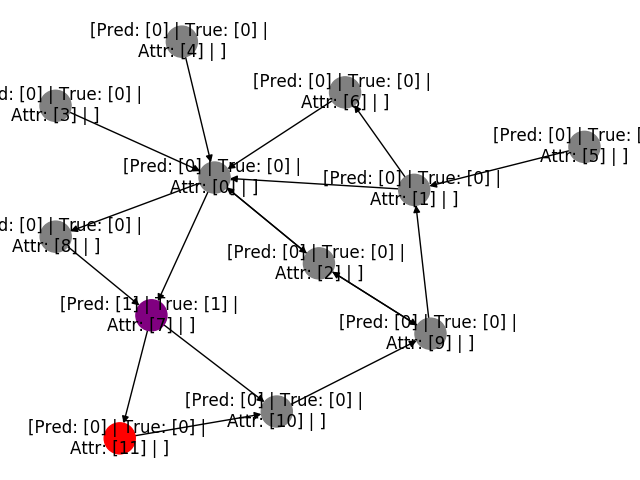 [Pred: [0] | True: [0] |
Attr: [4] | ]
[Pred: [0] | True: [0] |
Attr: [6] | ]
d: [0] | True: [0] |
Attr: [3] | ]
[Pred: [0] | True: [
Attr: [5] | ]
[Pred: [0] | True: [0] |
Attr: [0] | ]
[Pred: [0] | True: [0] |
Attr: [1] | ]
d: [0] | True: [0] |
Attr: [8] | ]
[Pred: [0] | True: [0] |
Attr: [2] | ]
[Pred: [1] | True: [1] |
Attr: [7] | ]
[Pred: [0] | True: [0] |
Attr: [9] | ]
[Pred: [0] | True: [0] |
Attr: [10] | ]
[Pred: [0] | True: [0] |
Attr: [11] | ]